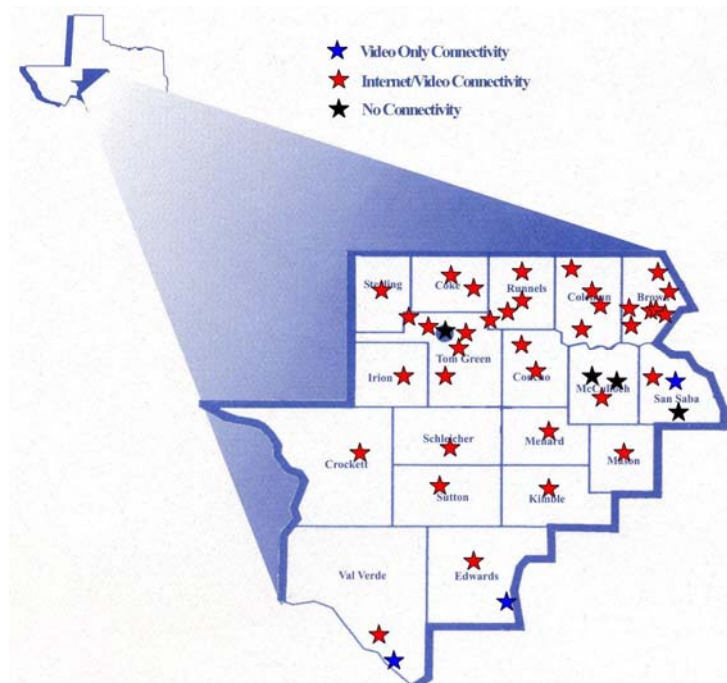 Video Only Connectivity
Internet/Video Connectivity
No Connectivity
Sterling
Coke
Runnels
Coleman
Brown
Tom Green
Irion
Concho
McCulloch
San Saba
Schleicher
Menard
Mason
Crockett
Sutton
Kimble
Val Verde
Edwards